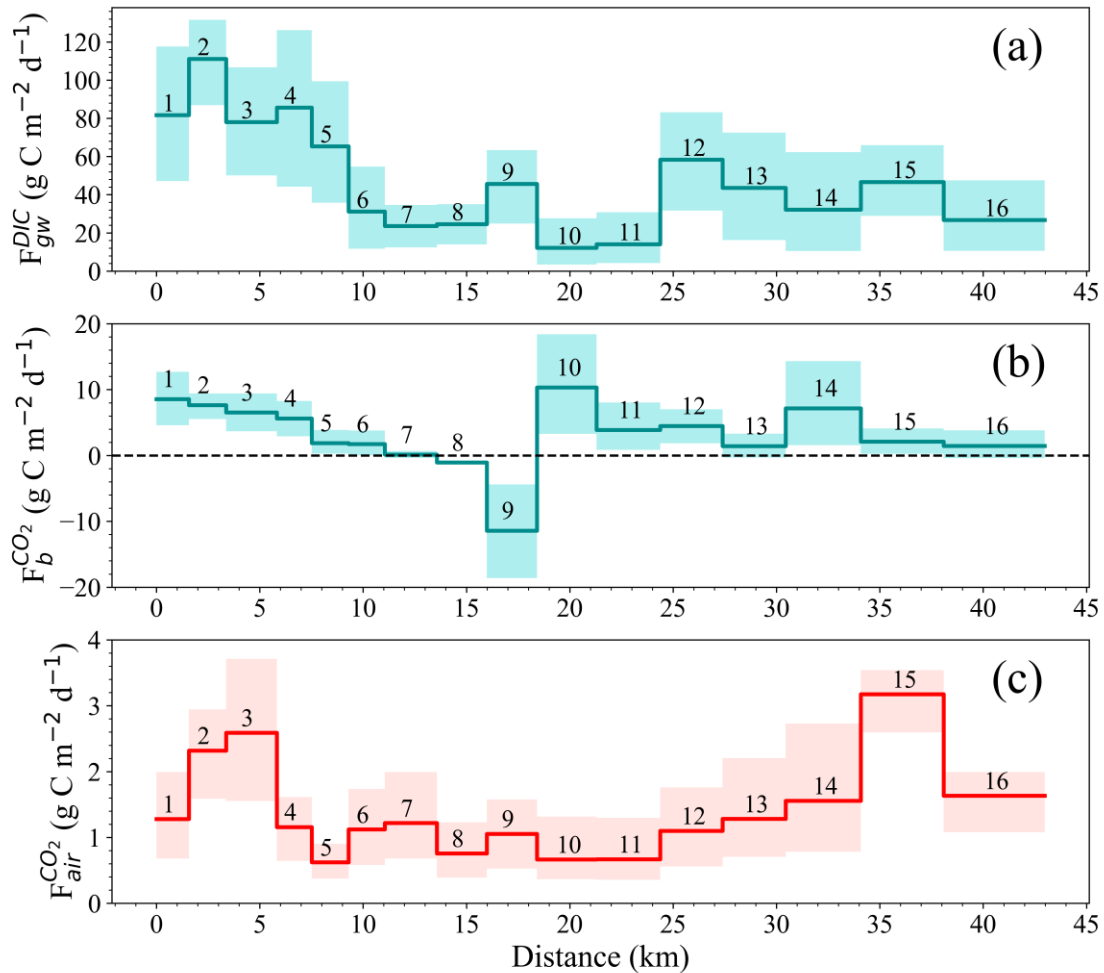 (a)
F_gw^DIC (g C m⁻² d⁻¹)
120
100
80
60
40
20
0
1 2 3 4 5 6 7 8 9 10 11 12 13 14 15 16
0 5 10 15 20 25 30 35 40 45
(b)
F_b^CO₂ (g C m⁻² d⁻¹)
20
10
0
−10
−20
1 2 3 4 5 6 7 8 9 10 11 12 13 14 15 16
0 5 10 15 20 25 30 35 40 45
(c)
F_air^CO₂ (g C m⁻² d⁻¹)
4
3
2
1
0
1 2 3 4 5 6 7 8 9 10 11 12 13 14 15 16
0 5 10 15 20 25 30 35 40 45
Distance (km)